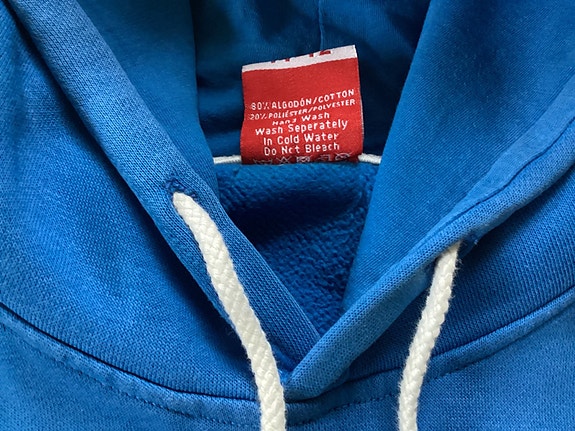 80% ALGODÓN/COTTON
20% POLIÉSTER/POLYESTER
Hand Wash
Wash Seperately
In Cold Water
Do Not Bleach